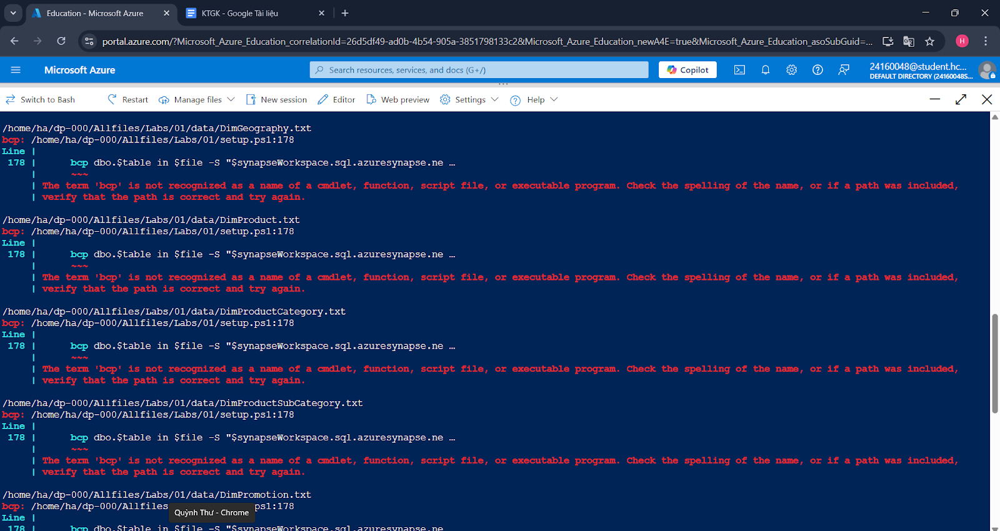 Education - Microsoft Azure
KTGK - Google Tài liệu
portal.azure.com/?Microsoft_Azure_Education_correlationId=26d5df49-ad0b-4b54-905a-3851798133c2&Microsoft_Azure_Education_newA4E=true&Microsoft_Azure_Education_asoSubGuid=...
H
Microsoft Azure
Search resources, services, and docs (G+/)
Copilot
24160048@student.hc...
DEFAULT DIRECTORY (24160048S...
Switch to Bash
Restart
Manage files
New session
Editor
Web preview
Settings
Help
/home/ha/dp-000/Allfiles/Labs/01/data/DimGeography.txt
bcp: /home/ha/dp-000/Allfiles/Labs/01/setup.ps1:178
Line |
178 | bcp dbo.$table in $file -S "$synapseWorkspace.sql.azuresynapse.ne …
| ~~~
| The term 'bcp' is not recognized as a name of a cmdlet, function, script file, or executable program. Check the spelling of the name, or if a path was included,
| verify that the path is correct and try again.
/home/ha/dp-000/Allfiles/Labs/01/data/DimProduct.txt
bcp: /home/ha/dp-000/Allfiles/Labs/01/setup.ps1:178
Line |
178 | bcp dbo.$table in $file -S "$synapseWorkspace.sql.azuresynapse.ne …
| ~~~
| The term 'bcp' is not recognized as a name of a cmdlet, function, script file, or executable program. Check the spelling of the name, or if a path was included,
| verify that the path is correct and try again.
/home/ha/dp-000/Allfiles/Labs/01/data/DimProductCategory.txt
bcp: /home/ha/dp-000/Allfiles/Labs/01/setup.ps1:178
Line |
178 | bcp dbo.$table in $file -S "$synapseWorkspace.sql.azuresynapse.ne …
| ~~~
| The term 'bcp' is not recognized as a name of a cmdlet, function, script file, or executable program. Check the spelling of the name, or if a path was included,
| verify that the path is correct and try again.
/home/ha/dp-000/Allfiles/Labs/01/data/DimProductSubCategory.txt
bcp: /home/ha/dp-000/Allfiles/Labs/01/setup.ps1:178
Line |
178 | bcp dbo.$table in $file -S "$synapseWorkspace.sql.azuresynapse.ne …
| ~~~
| The term 'bcp' is not recognized as a name of a cmdlet, function, script file, or executable program. Check the spelling of the name, or if a path was included,
| verify that the path is correct and try again.
/home/ha/dp-000/Allfiles/Labs/01/data/DimPromotion.txt
bcp: /home/ha/dp-000/Allfiles ps1:178
Quỳnh Thư - Chrome
Line |
178 | bcp dbo.$table in $file -S "$synapseWorkspace.sql.azuresynapse.ne